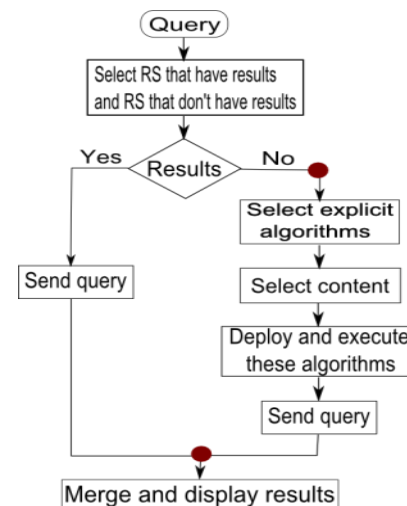 Query
Select RS that have results
and RS that don't have results
Yes
No
Results
Select explicit
algorithms
Send query
Select content
Deploy and execute
these algorithms
Send query
Merge and display results